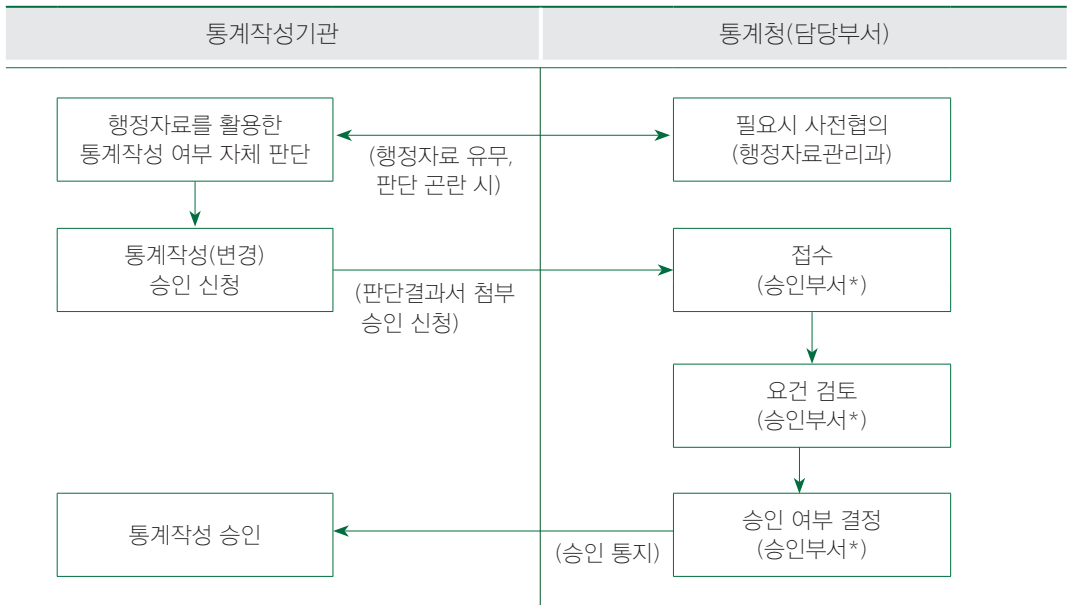 통계작성기관
통계청(담당부서)
행정자료를 활용한
통계작성 여부 자체 판단
(행정자료 유무,
판단 곤란 시)
필요시 사전협의
(행정자료관리과)
통계작성(변경)
승인 신청
(판단결과서 첨부
승인 신청)
접수
(승인부서*)
요건 검토
(승인부서*)
통계작성 승인
(승인 통지)
승인 여부 결정
(승인부서*)